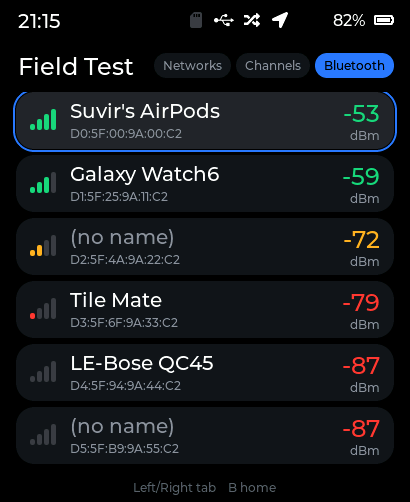 21:15
82%
Field Test
Networks
Channels
Bluetooth
Suvir's AirPods
-53
D0:5F:00:9A:00:C2
dBm
Galaxy Watch6
-59
D1:5F:25:9A:11:C2
dBm
(no name)
-72
D2:5F:4A:9A:22:C2
dBm
Tile Mate
-79
D3:5F:6F:9A:33:C2
dBm
LE-Bose QC45
-87
D4:5F:94:9A:44:C2
dBm
(no name)
-87
D5:5F:B9:9A:55:C2
dBm
Left/Right tab B home